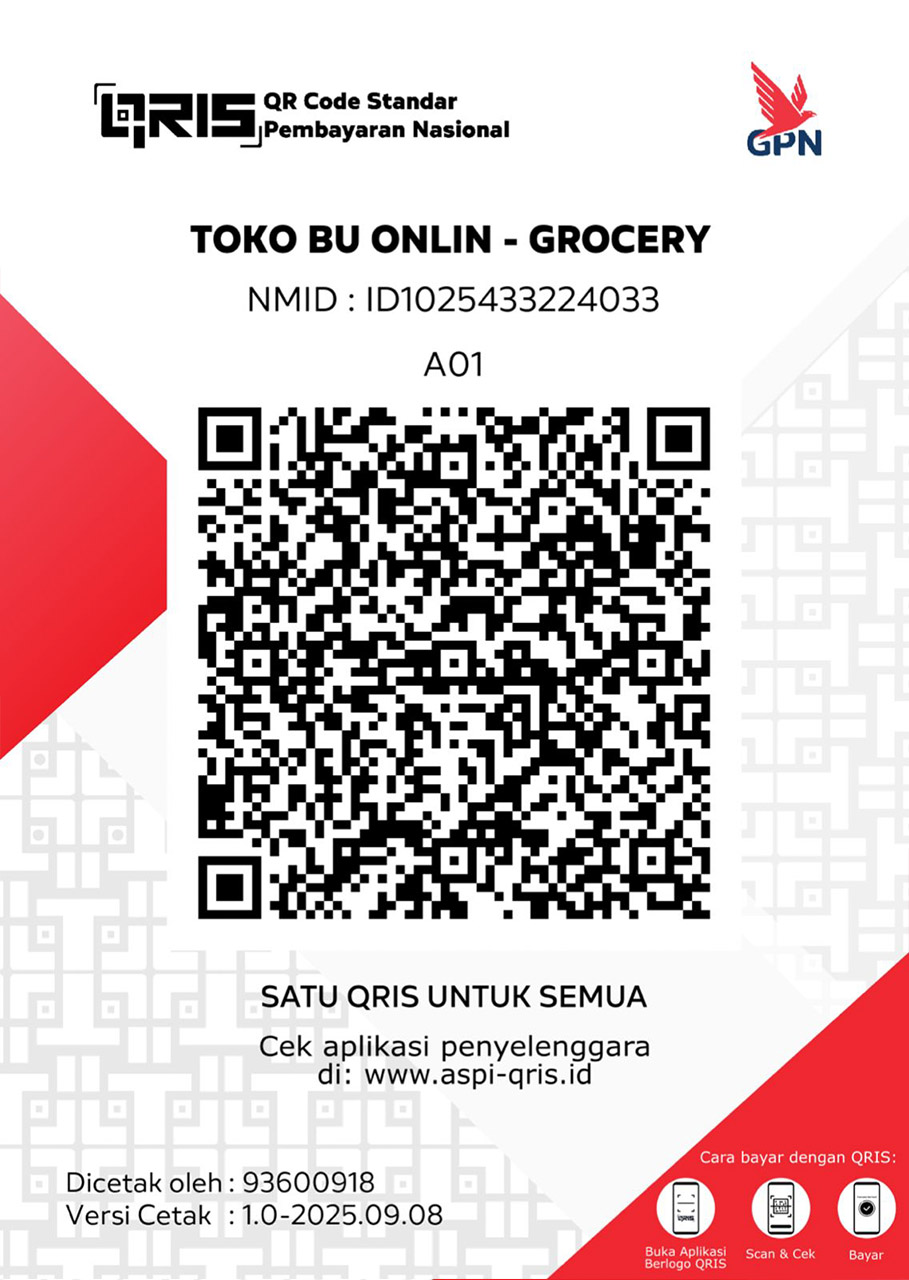 QRIS QR Code Standar
Pembayaran Nasional
GPN
TOKO BU ONLIN - GROCERY
NMID : ID1025433224033
A01
SATU QRIS UNTUK SEMUA
Cek aplikasi penyelenggara
di: www.aspi-qris.id
Dicetak oleh : 93600918
Versi Cetak : 1.0-2025.09.08
Cara bayar dengan QRIS:
Buka Aplikasi
Berlogo QRIS
Scan & Cek
Bayar